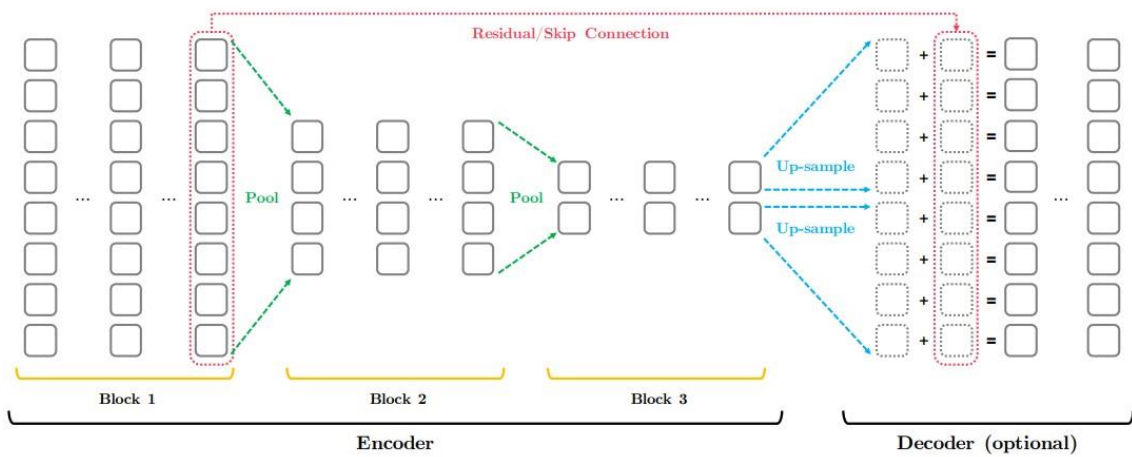 Residual/Skip Connection
+ =
+ =
+ =
+ =
Up-sample
Pool
Pool
... ... ... ... ... ... ...
Up-sample
+ =
+ =
+ =
+ =
Block 1
Block 2
Block 3
Encoder
Decoder (optional)